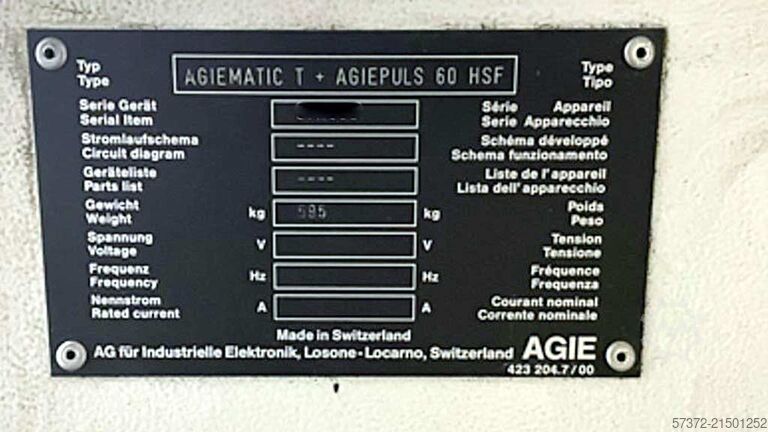 Typ Type
Type AGIEMATIC T + AGIEPULS 60 HSF Tipo
Serie Gerät Série Appareil
Serial Item Serie Apparecchio
Stromlaufschema ---- Schéma développé
Circuit diagram Schema funzionamento
Geräteliste ---- Liste de l'appareil
Parts list Lista dell'apparecchio
Gewicht Poids
Weight kg 595 kg Peso
Spannung Tension
Voltage V V Tensione
Frequenz Fréquence
Frequency Hz Hz Frequenza
Nennstrom Courant nominal
Rated current A A Corrente nominale
Made in Switzerland
AG für Industrielle Elektronik, Losone-Locarno, Switzerland AGIE
423 204.7/00
57372-21501252